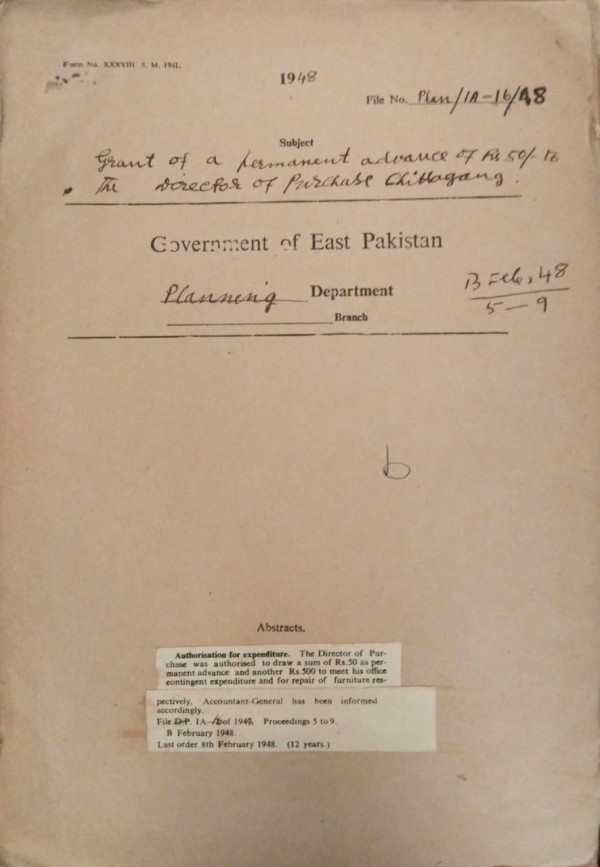 Form No. XXXVIII. S. M. 1941.
1948
File No. Plan/1A-16/48
Subject
Grant of a permanent advance of Rs 50/- to
The Director of Purchase Chittagang.
Government of East Pakistan
Planning Department
Branch
B Feb, 48
5-9
b
Abstracts.
Authorisation for expenditure. The Director of Pur-
chase was authorised to draw a sum of Rs.50 as per-
manent advance and another Rs.500 to meet his office
contingent expenditure and for repair of furniture res-
pectively, Accountant-General has been informed
accordingly.
File D.P. 1A-16 of 1948. Proceedings 5 to 9.
B February 1948.
Last order 8th February 1948. (12 years.)